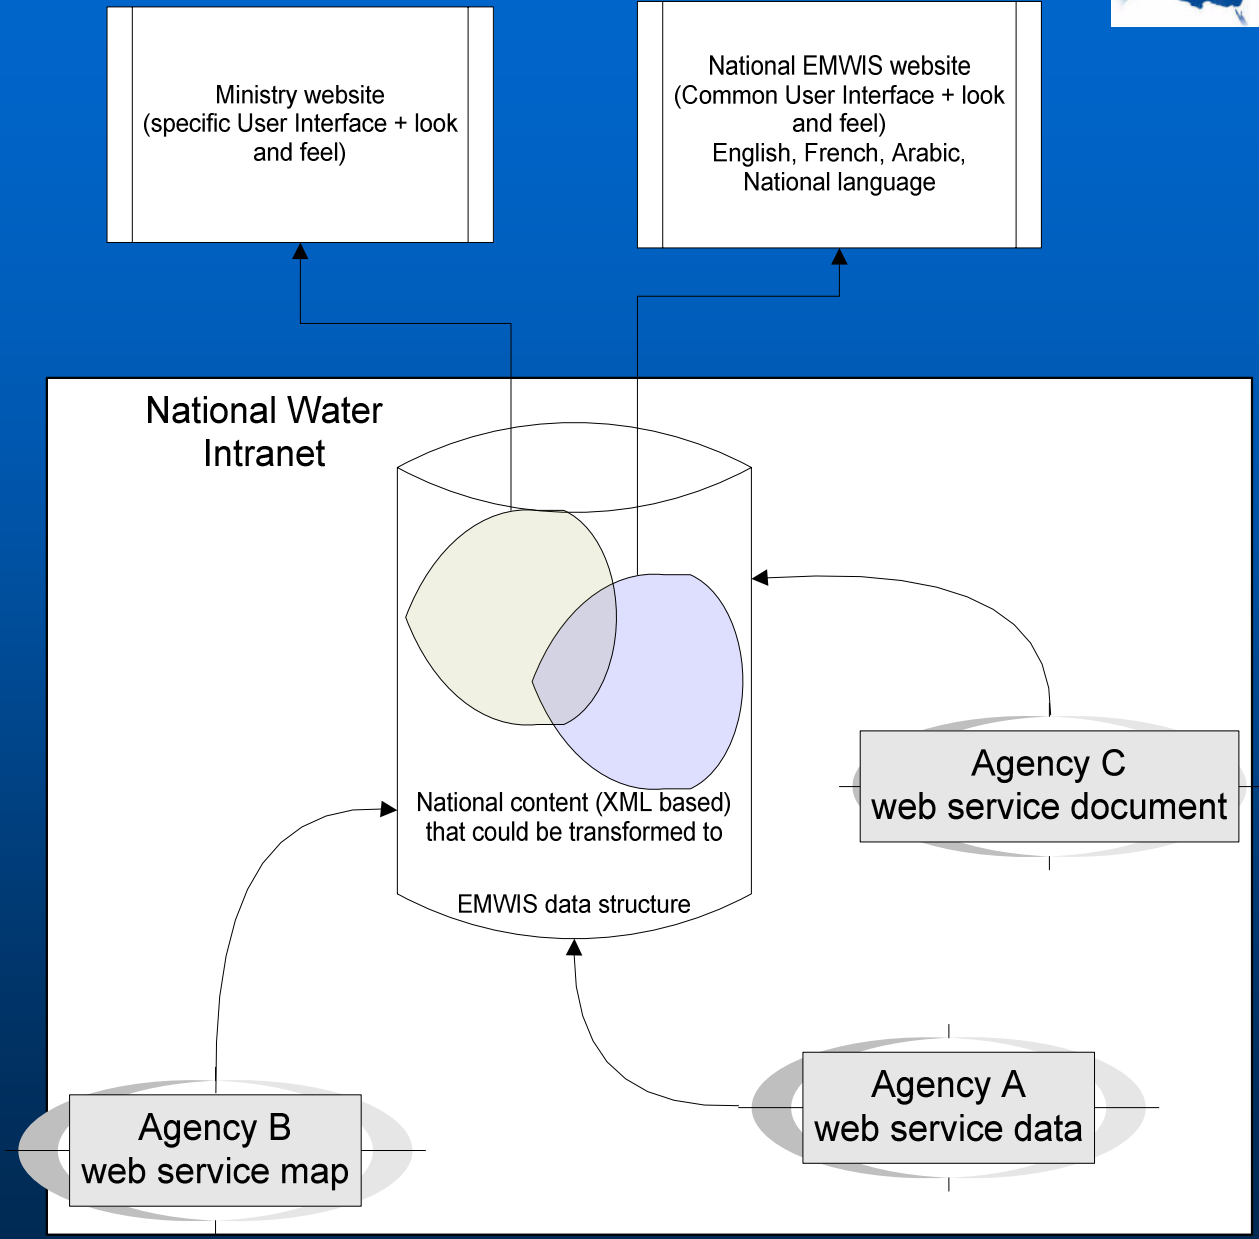 Ministry website
(specific User Interface + look
and feel)
National EMWIS website
(Common User Interface + look
and feel)
English, French, Arabic,
National language
National Water
Intranet
National content (XML based)
that could be transformed to
EMWIS data structure
Agency C
web service document
Agency A
web service data
Agency B
web service map